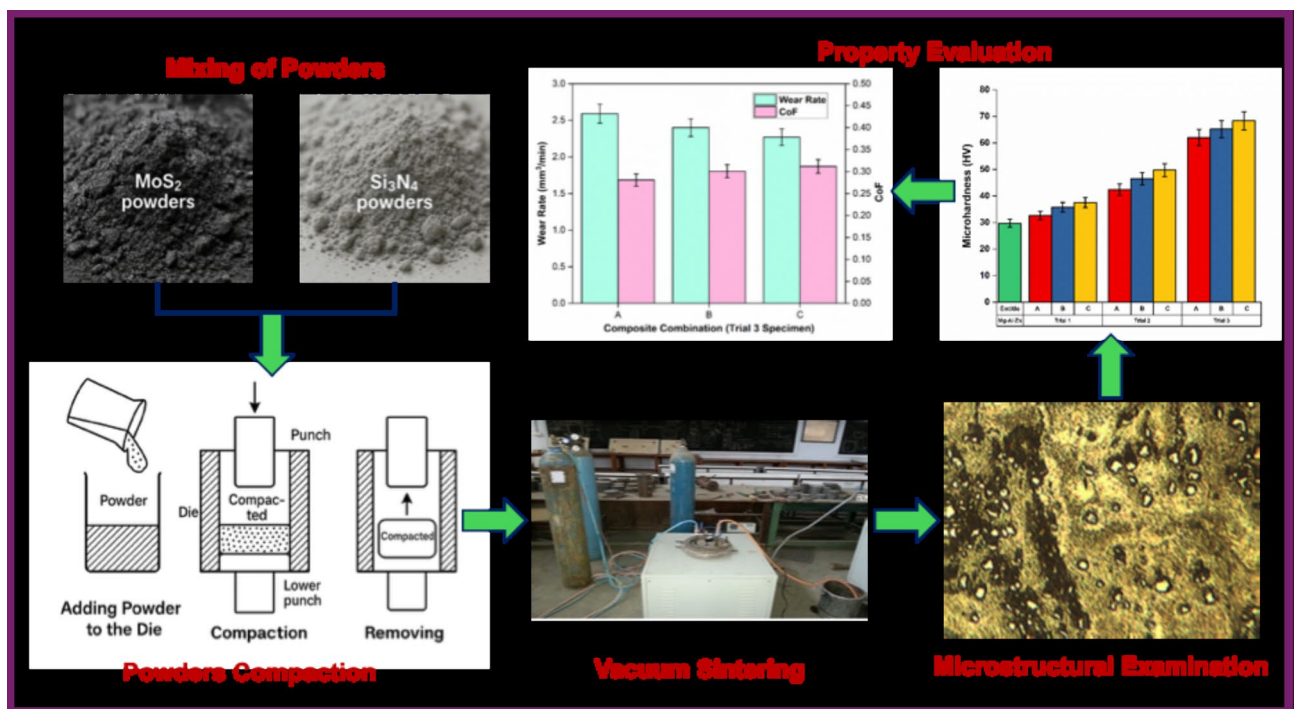 Mixing of Powders
MoS₂
powders
Si₃N₄
powders
Property Evaluation
3.0
2.5
2.0
1.5
1.0
0.5
0.0
Wear Rate (mm³/min)
Wear Rate
CoF
0.50
0.45
0.40
0.35
0.30
0.25
0.20
0.15
0.10
0.05
0.00
CoF
A B C
Composite Combination (Trial 3 Specimen)
80
70
60
50
40
30
20
10
0
Microhardness (HV)
A B C A B C A B C
Trial 1 Trial 2 Trial 3
Powder
Adding Powder
to the Die
Punch
Die
Compac-
ted
Lower
punch
Compaction
Compacted
Removing
Powders Compaction
Vacuum Sintering
Microstructural Examination